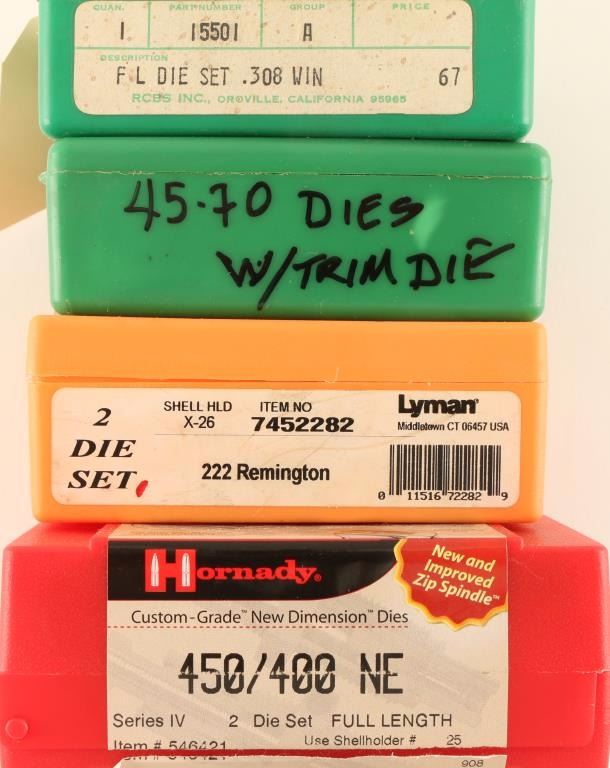 QUAN. PART NUMBER GROUP PRICE
1 15501 A
DESCRIPTION
F L DIE SET .308 WIN 67
RCBS INC., OROVILLE, CALIFORNIA 95965
45-70 DIES
W/TRIM DIE
2
DIE
SET
SHELL HLD ITEM NO
X-26 7452282
222 Remington
Lyman
Middletown CT 06457 USA
0 11516 72282 9
Hornady®
New and
Improved
Zip Spindle™
Custom-Grade™ New Dimension™ Dies
450/400 NE
Series IV 2 Die Set FULL LENGTH
Item # 546421 Use Shellholder # 25
908